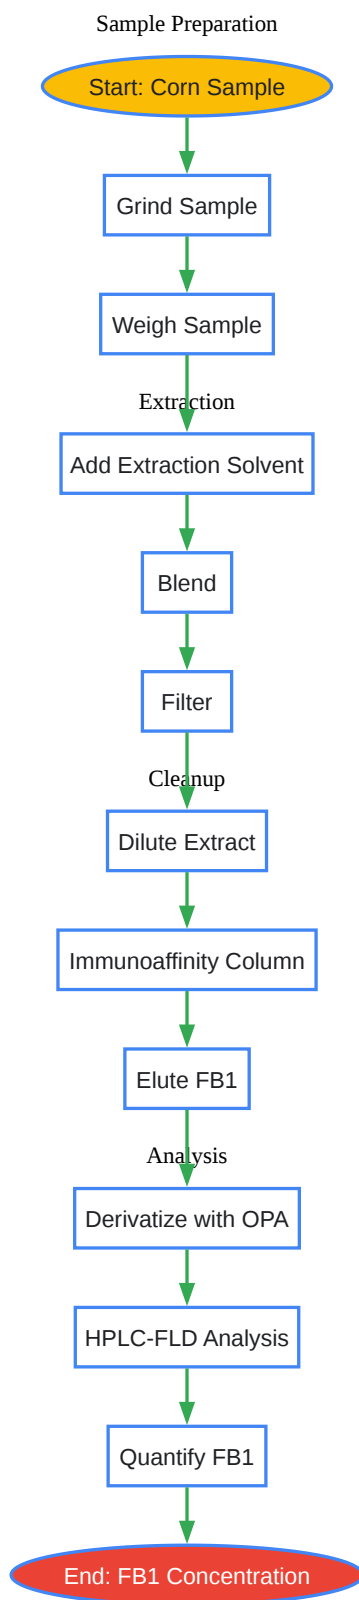 Sample Preparation
Start: Corn Sample
Grind Sample
Weigh Sample
Extraction
Add Extraction Solvent
Blend
Filter
Cleanup
Dilute Extract
Immunoaffinity Column
Elute FB1
Analysis
Derivatize with OPA
HPLC-FLD Analysis
Quantify FB1
End: FB1 Concentration